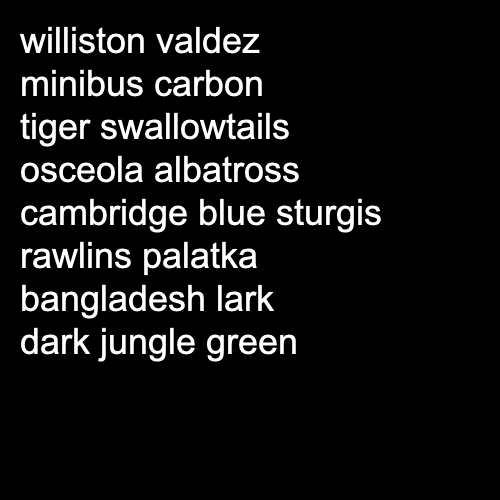 williston valdez
minibus carbon
tiger swallowtails
osceola albatross
cambridge blue sturgis
rawlins palatka
bangladesh lark
dark jungle green